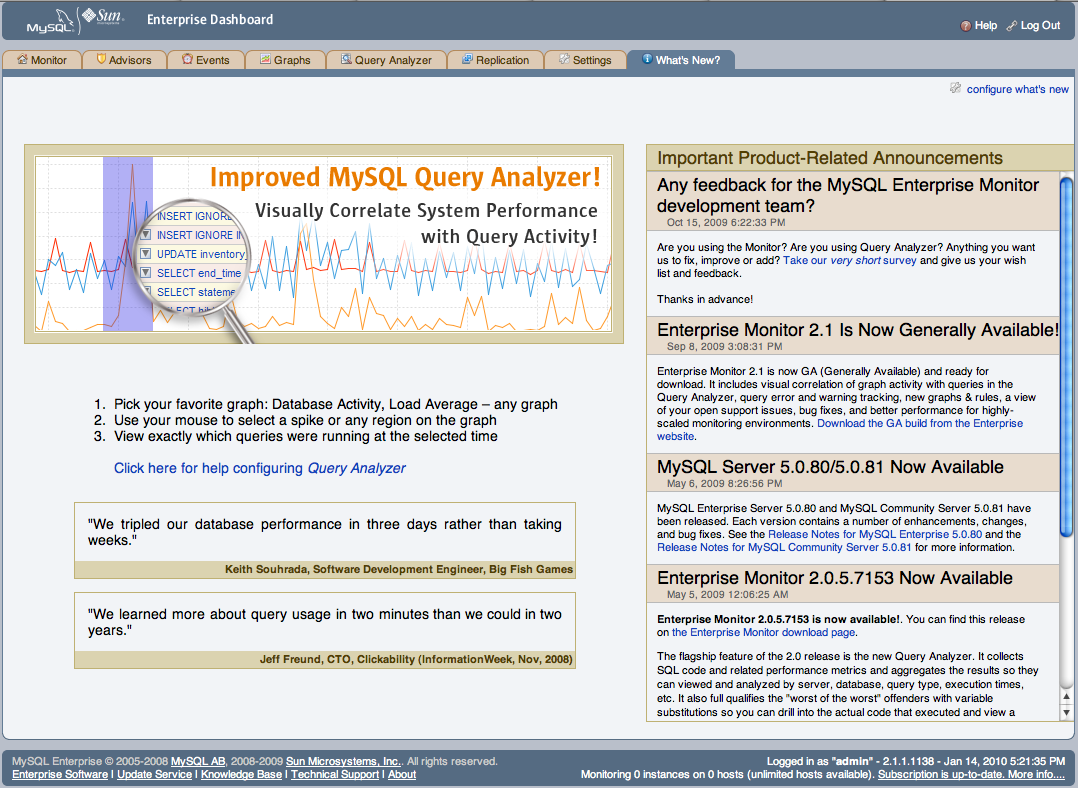 MySQL Sun microsystems Enterprise Dashboard
Help Log Out
Monitor Advisors Events Graphs Query Analyzer Replication Settings What's New?
configure what's new
Improved MySQL Query Analyzer!
Visually Correlate System Performance
with Query Activity!
INSERT IGNORE
INSERT IGNORE IN
UPDATE inventory_
SELECT end_time
SELECT stateme
1. Pick your favorite graph: Database Activity, Load Average – any graph
2. Use your mouse to select a spike or any region on the graph
3. View exactly which queries were running at the selected time
Click here for help configuring Query Analyzer
"We tripled our database performance in three days rather than taking
weeks."
Keith Souhrada, Software Development Engineer, Big Fish Games
"We learned more about query usage in two minutes than we could in two
years."
Jeff Freund, CTO, Clickability (InformationWeek, Nov, 2008)
Important Product-Related Announcements
Any feedback for the MySQL Enterprise Monitor
development team?
Oct 15, 2009 6:22:33 PM
Are you using the Monitor? Are you using Query Analyzer? Anything you want
us to fix, improve or add? Take our very short survey and give us your wish
list and feedback.
Thanks in advance!
Enterprise Monitor 2.1 Is Now Generally Available!
Sep 8, 2009 3:08:31 PM
Enterprise Monitor 2.1 is now GA (Generally Available) and ready for
download. It includes visual correlation of graph activity with queries in the
Query Analyzer, query error and warning tracking, new graphs & rules, a view
of your open support issues, bug fixes, and better performance for highly-
scaled monitoring environments. Download the GA build from the Enterprise
website.
MySQL Server 5.0.80/5.0.81 Now Available
May 6, 2009 8:26:56 PM
MySQL Enterprise Server 5.0.80 and MySQL Community Server 5.0.81 have
been released. Each version contains a number of enhancements, changes,
and bug fixes. See the Release Notes for MySQL Enterprise 5.0.80 and the
Release Notes for MySQL Community Server 5.0.81 for more information.
Enterprise Monitor 2.0.5.7153 Now Available
May 5, 2009 12:06:25 AM
Enterprise Monitor 2.0.5.7153 is now available!. You can find this release
on the Enterprise Monitor download page.
The flagship feature of the 2.0 release is the new Query Analyzer. It collects
SQL code and related performance metrics and aggregates the results so they
can viewed and analyzed by server, database, query type, execution times,
etc. It also full qualifies the "worst of the worst" offenders with variable
substitutions so you can drill into the actual code that executed and view a
MySQL Enterprise © 2005-2008 MySQL AB, 2008-2009 Sun Microsystems, Inc.. All rights reserved.
Enterprise Software | Update Service | Knowledge Base | Technical Support | About
Logged in as "admin" - 2.1.1.1138 - Jan 14, 2010 5:21:35 PM
Monitoring 0 instances on 0 hosts (unlimited hosts available). Subscription is up-to-date. More info....